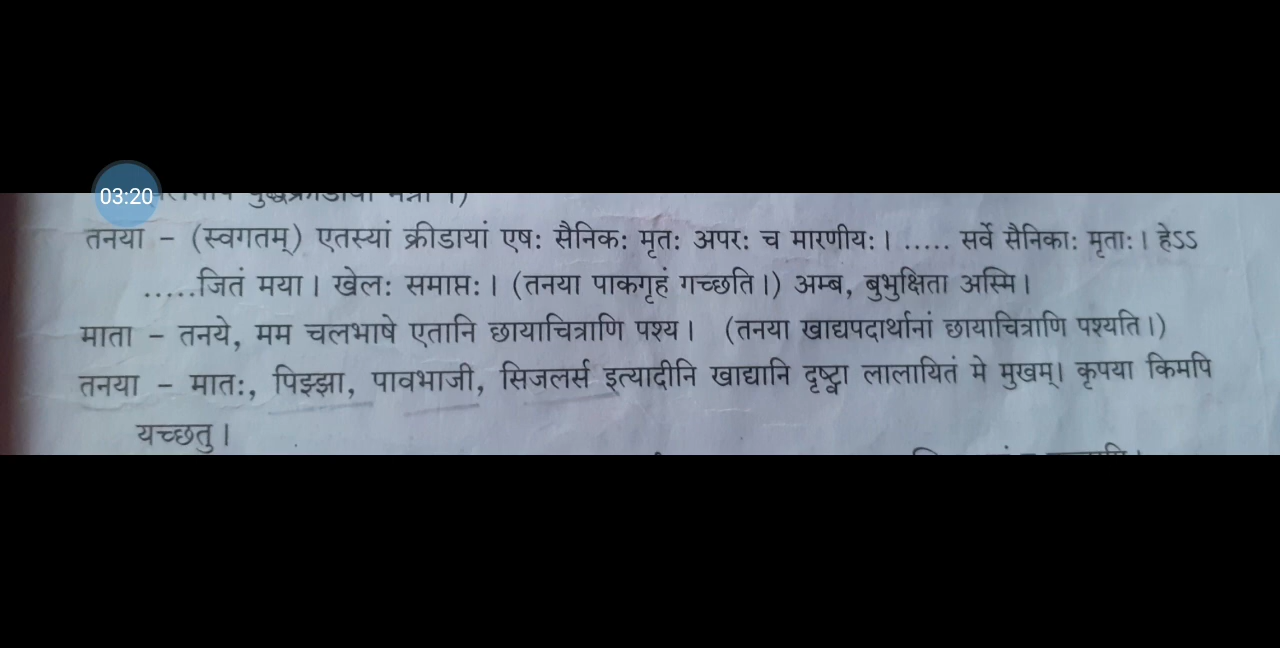 03:20
तनया – (स्वगतम्) एतस्यां क्रीडायां एषः सैनिकः मृतः अपरः च मारणीयः। ..... सर्वे सैनिकाः मृताः। हेऽऽ
.....जितं मया। खेलः समाप्तः। (तनया पाकगृहं गच्छति।) अम्ब, बुभुक्षिता अस्मि।
माता – तनये, मम चलभाषे एतानि छायाचित्राणि पश्य। (तनया खाद्यपदार्थानां छायाचित्राणि पश्यति।)
तनया – मातः, पिझ्झा, पावभाजी, सिजलर्स इत्यादीनि खाद्यानि दृष्ट्वा लालायितं मे मुखम्। कृपया किमपि
यच्छतु।